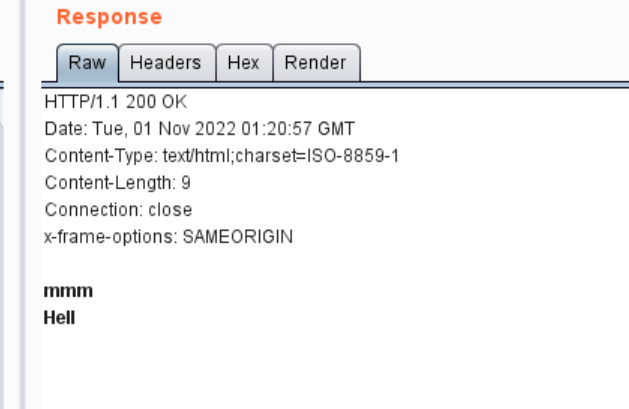 Response
Raw Headers Hex Render
HTTP/1.1 200 OK
Date: Tue, 01 Nov 2022 01:20:57 GMT
Content-Type: text/html;charset=ISO-8859-1
Content-Length: 9
Connection: close
x-frame-options: SAMEORIGIN
mmm
Hell